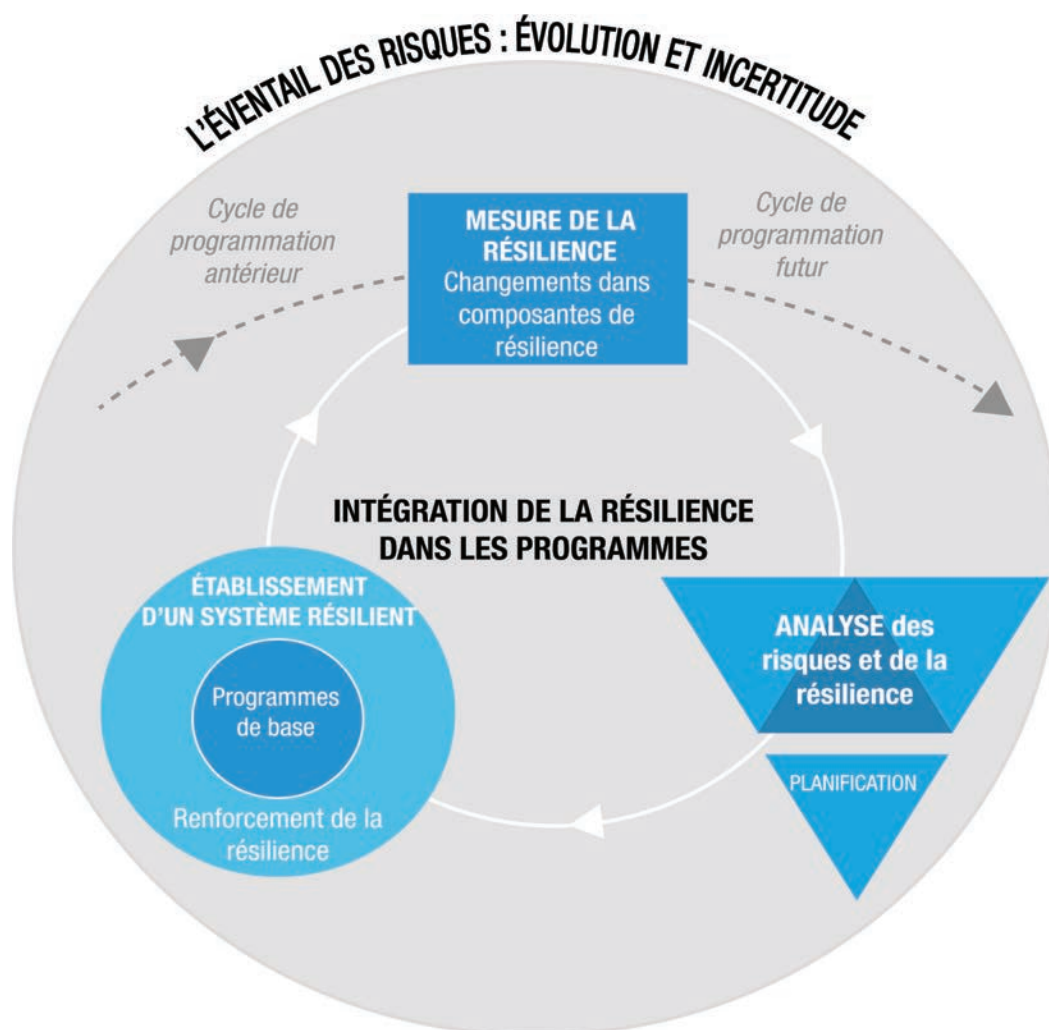 L'ÉVENTAIL DES RISQUES : ÉVOLUTION ET INCERTITUDE
Cycle de
programmation
antérieur
MESURE DE LA
RÉSILIENCE
Changements dans
composantes de
résilience
Cycle de
programmation
futur
INTÉGRATION DE LA RÉSILIENCE
DANS LES PROGRAMMES
ÉTABLISSEMENT
D'UN SYSTÈME RÉSILIENT
Programmes
de base
Renforcement de la
résilience
ANALYSE des
risques et de la
résilience
PLANIFICATION